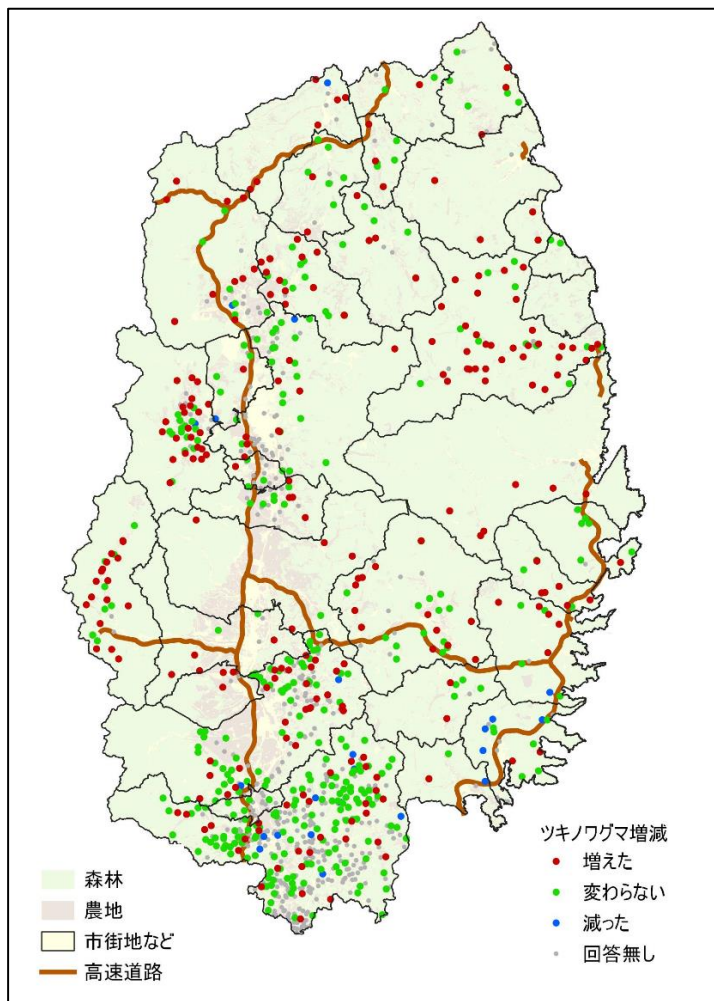 ツキノワグマ増減
増えた
変わらない
減った
回答無し
森林
農地
市街地など
高速道路